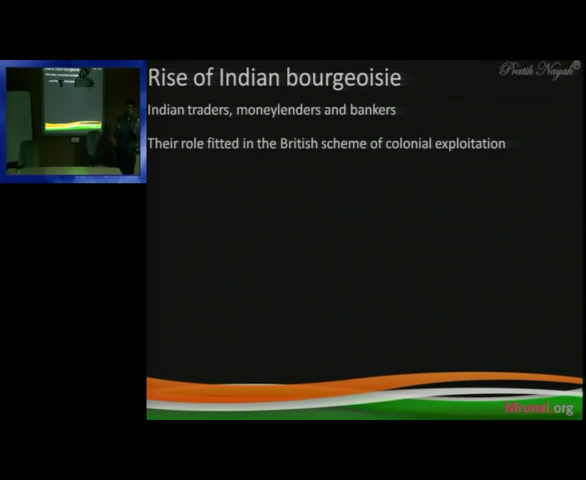 Rise of Indian bourgeoisie
Pratik Nayak
Indian traders, moneylenders and bankers
Their role fitted in the British scheme of colonial exploitation
Mrunal.org